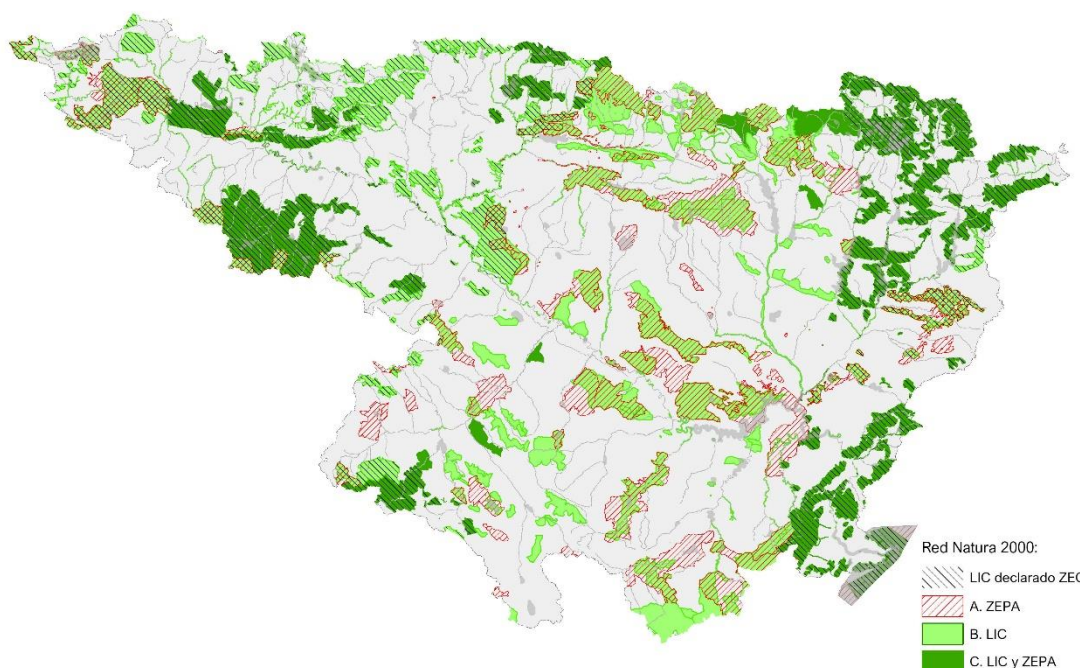 Red Natura 2000:
LIC declarado ZEC
A. ZEPA
B. LIC
C. LIC y ZEPA